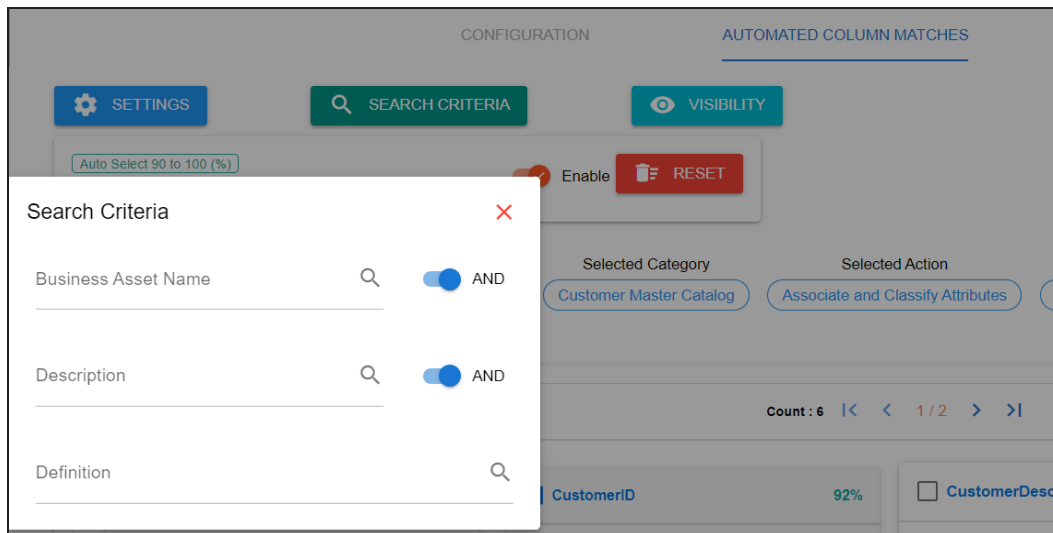 CONFIGURATION AUTOMATED COLUMN MATCHES
SETTINGS SEARCH CRITERIA VISIBILITY
Auto Select 90 to 100 (%)
Enable RESET
Search Criteria
Business Asset Name AND
Selected Category Selected Action
Customer Master Catalog Associate and Classify Attributes
Description AND
Count : 6 1 / 2
Definition
CustomerID 92% CustomerDesc